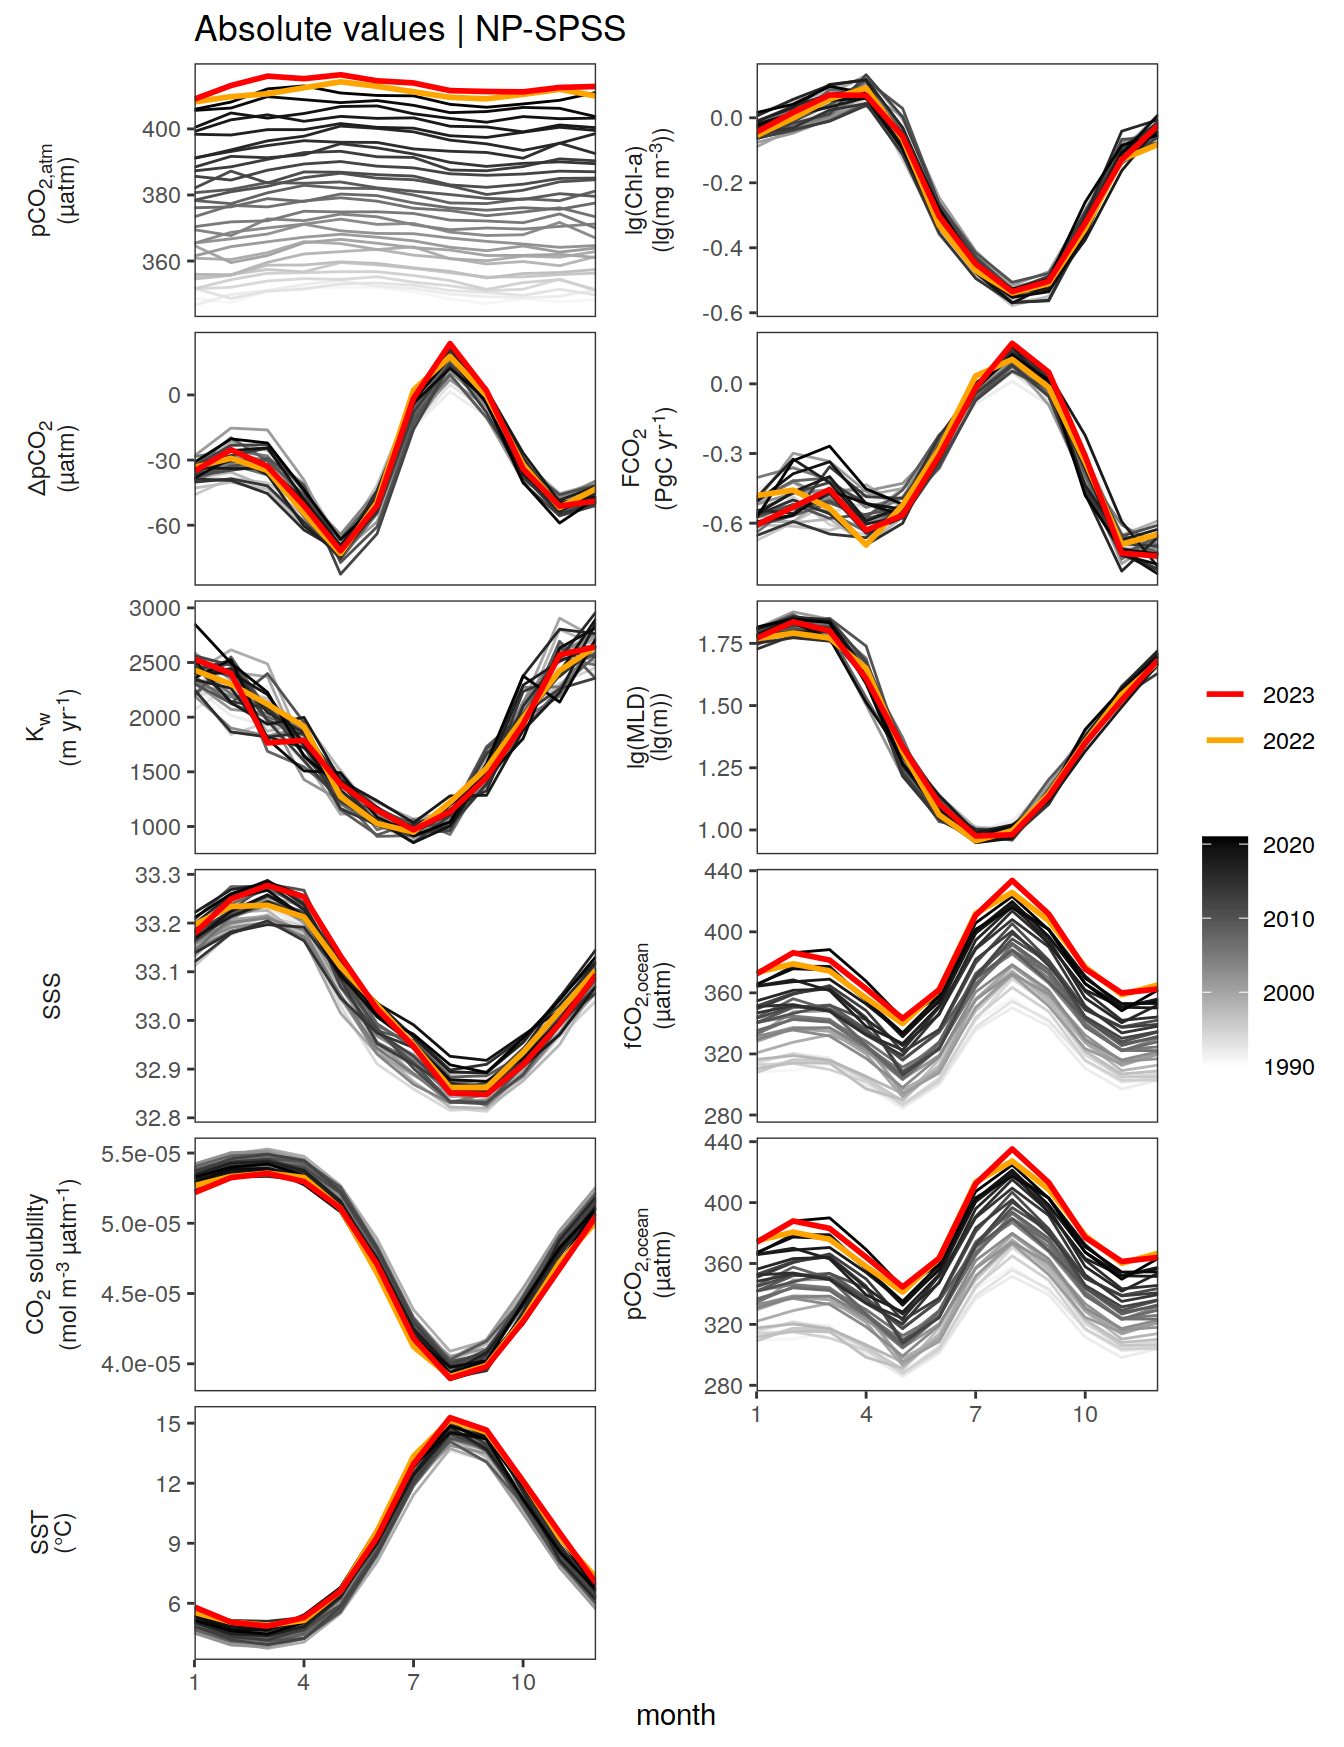 Absolute values | NP-SPSS
pCO2,atm
(µatm)
400
380
360
lg(Chl-a)
(lg(mg m-3))
0.0
-0.2
-0.4
-0.6
ΔpCO2
(µatm)
0
-30
-60
FCO2
(PgC yr-1)
0.0
-0.3
-0.6
Kw
(m yr-1)
3000
2500
2000
1500
1000
lg(MLD)
(lg(m))
1.75
1.50
1.25
1.00
SSS
33.3
33.2
33.1
33.0
32.9
32.8
fCO2,ocean
(µatm)
440
400
360
320
280
CO2 solubility
(mol m-3 µatm-1)
5.5e-05
5.0e-05
4.5e-05
4.0e-05
pCO2,ocean
(µatm)
440
400
360
320
280
1 4 7 10
SST
(°C)
15
12
9
6
1 4 7 10
month
2023
2022
2020
2010
2000
1990